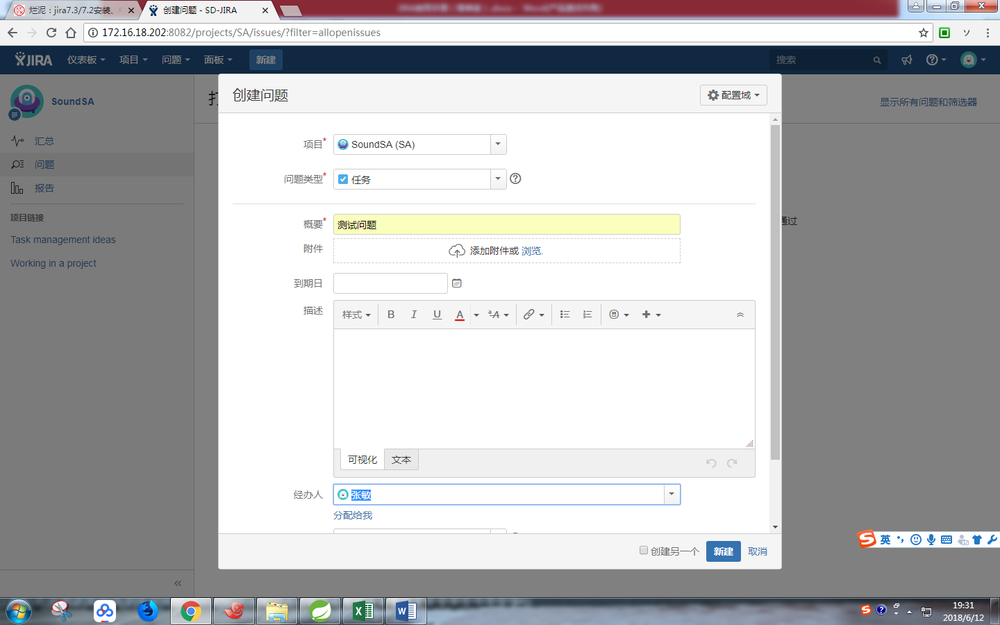 烂泥：jira7.3/7.2安装、
创建问题 - SD-JIRA
172.16.18.202:8082/projects/SA/issues/?filter=allopenissues
JIRA
仪表板
项目
问题
面板
新建
搜索
SoundSA
汇总
问题
报告
项目链接
Task management ideas
Working in a project
«
显示所有问题和筛选器
通过
创建问题
配置域
项目*
SoundSA (SA)
问题类型*
任务
概要*
测试问题
附件
添加附件或 浏览.
到期日
描述
样式
B
I
U
A
ªA
可视化
文本
经办人
张敏
分配给我
创建另一个
新建
取消
英
19:31
2018/6/12